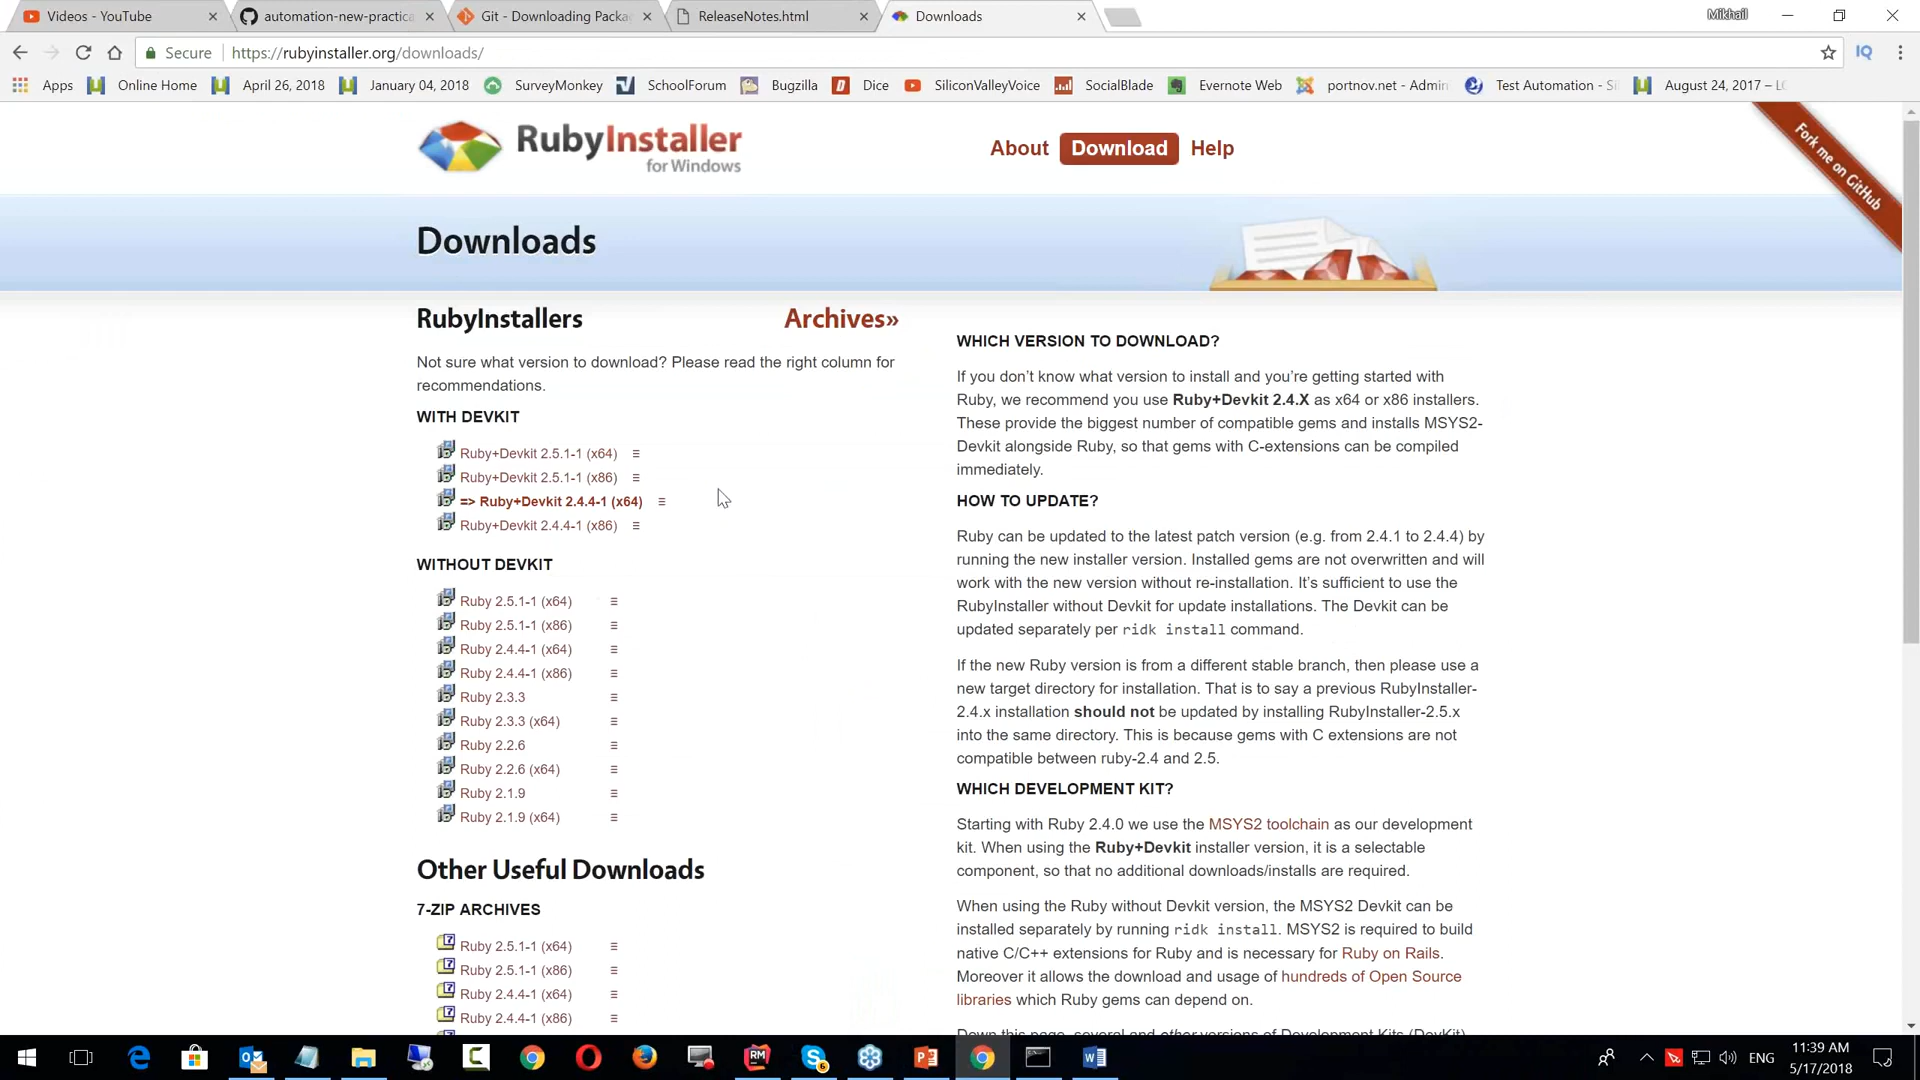 Videos - YouTube
automation-new-practica
Git - Downloading Packa
ReleaseNotes.html
Downloads
Mikhail
Secure
https://rubyinstaller.org/downloads/
Apps
Online Home
April 26, 2018
January 04, 2018
SurveyMonkey
SchoolForum
Bugzilla
Dice
SiliconValleyVoice
SocialBlade
Evernote Web
portnov.net - Admin
Test Automation - Si
August 24, 2017 – LO
RubyInstaller
for Windows
About
Download
Help
Fork me on GitHub
Downloads
RubyInstallers
Archives»
Not sure what version to download? Please read the right column for
recommendations.
WITH DEVKIT
Ruby+Devkit 2.5.1-1 (x64)
Ruby+Devkit 2.5.1-1 (x86)
=> Ruby+Devkit 2.4.4-1 (x64)
Ruby+Devkit 2.4.4-1 (x86)
WITHOUT DEVKIT
Ruby 2.5.1-1 (x64)
Ruby 2.5.1-1 (x86)
Ruby 2.4.4-1 (x64)
Ruby 2.4.4-1 (x86)
Ruby 2.3.3
Ruby 2.3.3 (x64)
Ruby 2.2.6
Ruby 2.2.6 (x64)
Ruby 2.1.9
Ruby 2.1.9 (x64)
Other Useful Downloads
7-ZIP ARCHIVES
Ruby 2.5.1-1 (x64)
Ruby 2.5.1-1 (x86)
Ruby 2.4.4-1 (x64)
Ruby 2.4.4-1 (x86)
WHICH VERSION TO DOWNLOAD?
If you don't know what version to install and you're getting started with
Ruby, we recommend you use Ruby+Devkit 2.4.X as x64 or x86 installers.
These provide the biggest number of compatible gems and installs MSYS2-
Devkit alongside Ruby, so that gems with C-extensions can be compiled
immediately.
HOW TO UPDATE?
Ruby can be updated to the latest patch version (e.g. from 2.4.1 to 2.4.4) by
running the new installer version. Installed gems are not overwritten and will
work with the new version without re-installation. It's sufficient to use the
RubyInstaller without Devkit for update installations. The Devkit can be
updated separately per ridk install command.
If the new Ruby version is from a different stable branch, then please use a
new target directory for installation. That is to say a previous RubyInstaller-
2.4.x installation should not be updated by installing RubyInstaller-2.5.x
into the same directory. This is because gems with C extensions are not
compatible between ruby-2.4 and 2.5.
WHICH DEVELOPMENT KIT?
Starting with Ruby 2.4.0 we use the MSYS2 toolchain as our development
kit. When using the Ruby+Devkit installer version, it is a selectable
component, so that no additional downloads/installs are required.
When using the Ruby without Devkit version, the MSYS2 Devkit can be
installed separately by running ridk install. MSYS2 is required to build
native C/C++ extensions for Ruby and is necessary for Ruby on Rails.
Moreover it allows the download and usage of hundreds of Open Source
libraries which Ruby gems can depend on.
Down this page, several and other versions of Development Kits (DevKit)
ENG
11:39 AM
5/17/2018